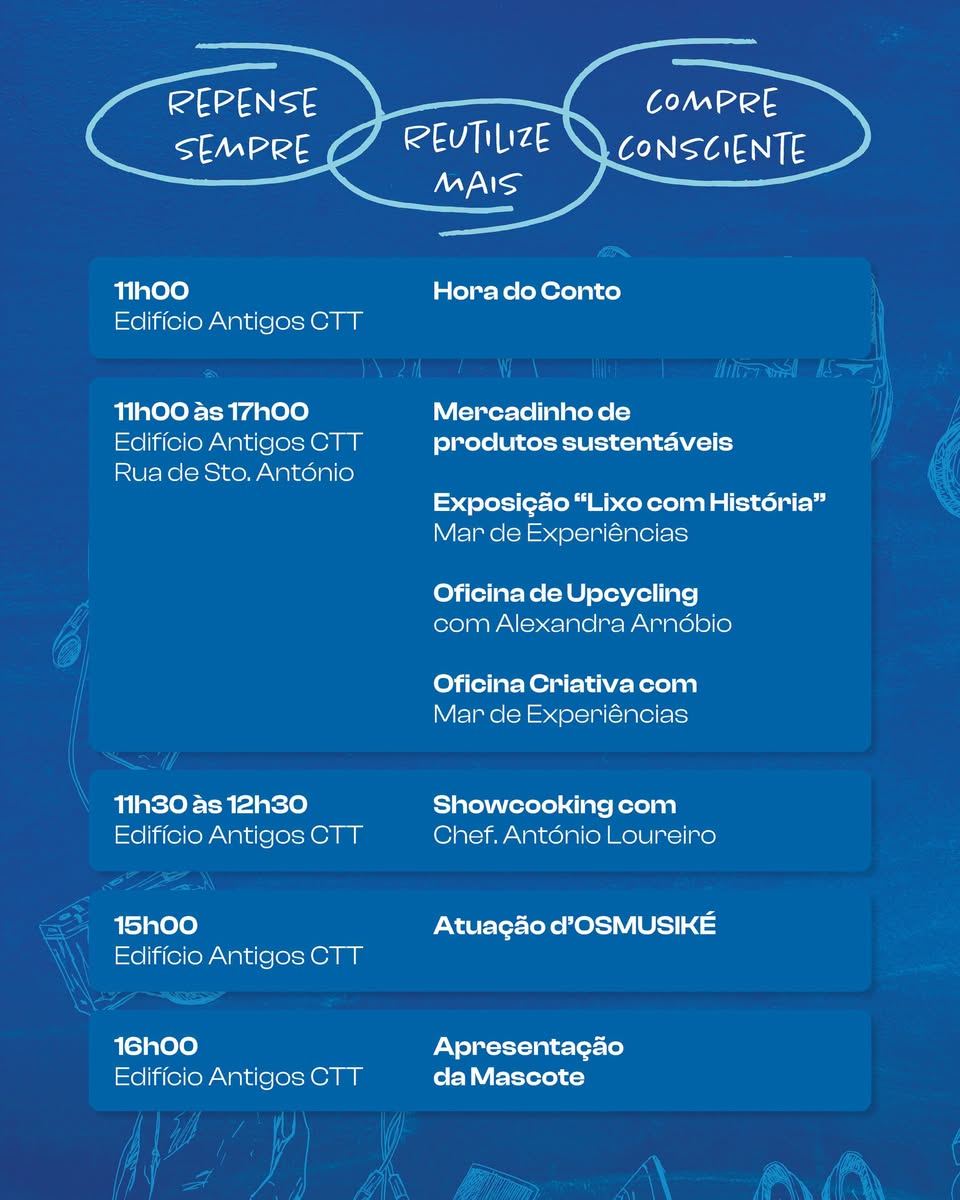 REPENSE
SEMPRE
REUTILIZE
MAIS
COMPRE
CONSCIENTE
11h00
Edifício Antigos CTT
Hora do Conto
11h00 às 17h00
Edifício Antigos CTT
Rua de Sto. António
Mercadinho de
produtos sustentáveis
Exposição “Lixo com História”
Mar de Experiências
Oficina de Upcycling
com Alexandra Arnóbio
Oficina Criativa com
Mar de Experiências
11h30 às 12h30
Edifício Antigos CTT
Showcooking com
Chef. António Loureiro
15h00
Edifício Antigos CTT
Atuação d’OSMUSIKÉ
16h00
Edifício Antigos CTT
Apresentação
da Mascote